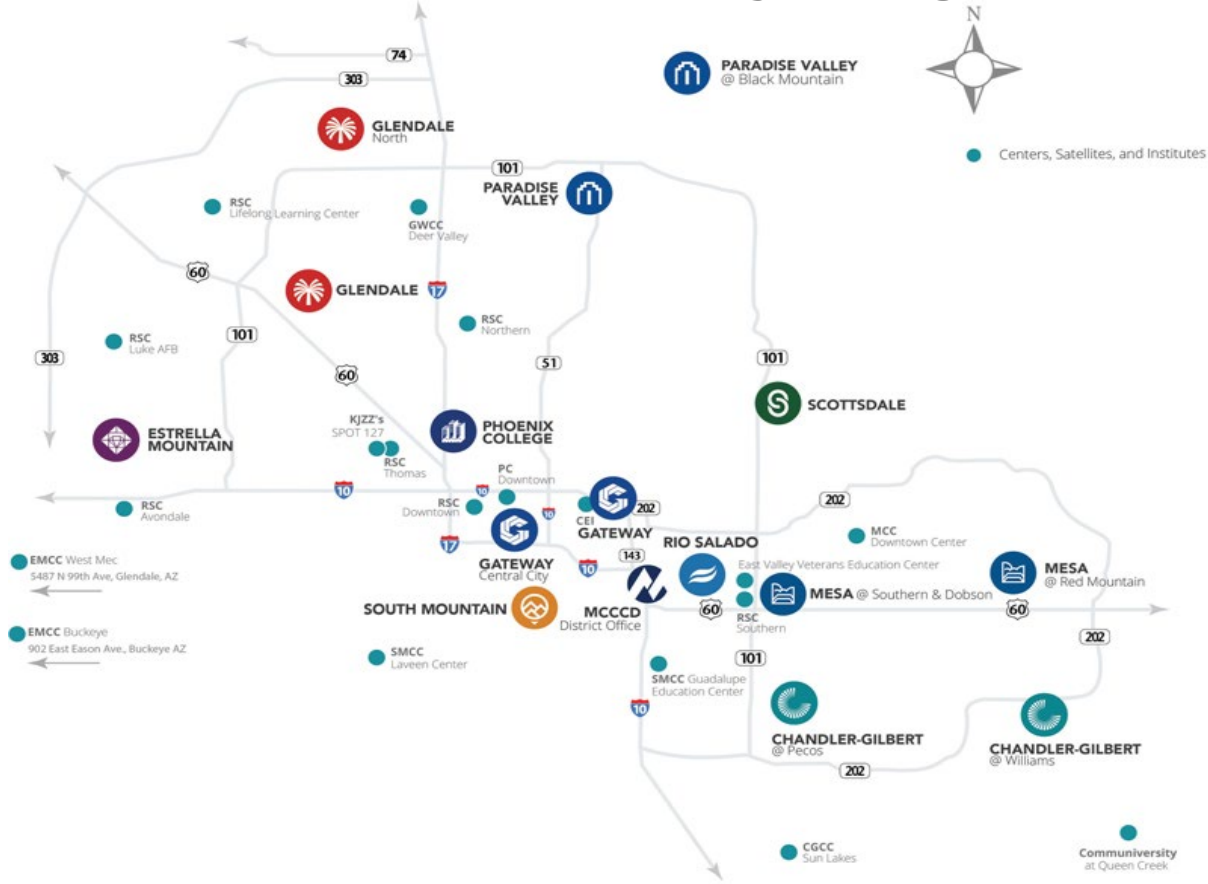 N
PARADISE VALLEY
@ Black Mountain
74
303
GLENDALE
North
Centers, Satellites, and Institutes
101
PARADISE
VALLEY
RSC
Lifelong Learning Center
GWCC
Deer Valley
60
GLENDALE
17
RSC
Northern
101
RSC
Luke AFB
303
51
101
60
SCOTTSDALE
KJZZ's
SPOT 127
PHOENIX
COLLEGE
ESTRELLA
MOUNTAIN
RSC
Thomas
PC
Downtown
10
10
202
RSC
Avondale
RSC
Downtown
10
CEI
GATEWAY
202
MCC
Downtown Center
17
RIO SALADO
143
EMCC West Mec
5487 N 99th Ave, Glendale, AZ
GATEWAY
Central City
10
East Valley Veterans Education Center
MESA
@ Red Mountain
SOUTH MOUNTAIN
MCCCD
District Office
60
MESA @ Southern & Dobson
60
RSC
Southern
EMCC Buckeye
902 East Eason Ave., Buckeye AZ
202
SMCC
Laveen Center
101
SMCC Guadalupe
Education Center
10
CHANDLER-GILBERT
@ Pecos
CHANDLER-GILBERT
@ Williams
202
CGCC
Sun Lakes
Communiversity
at Queen Creek